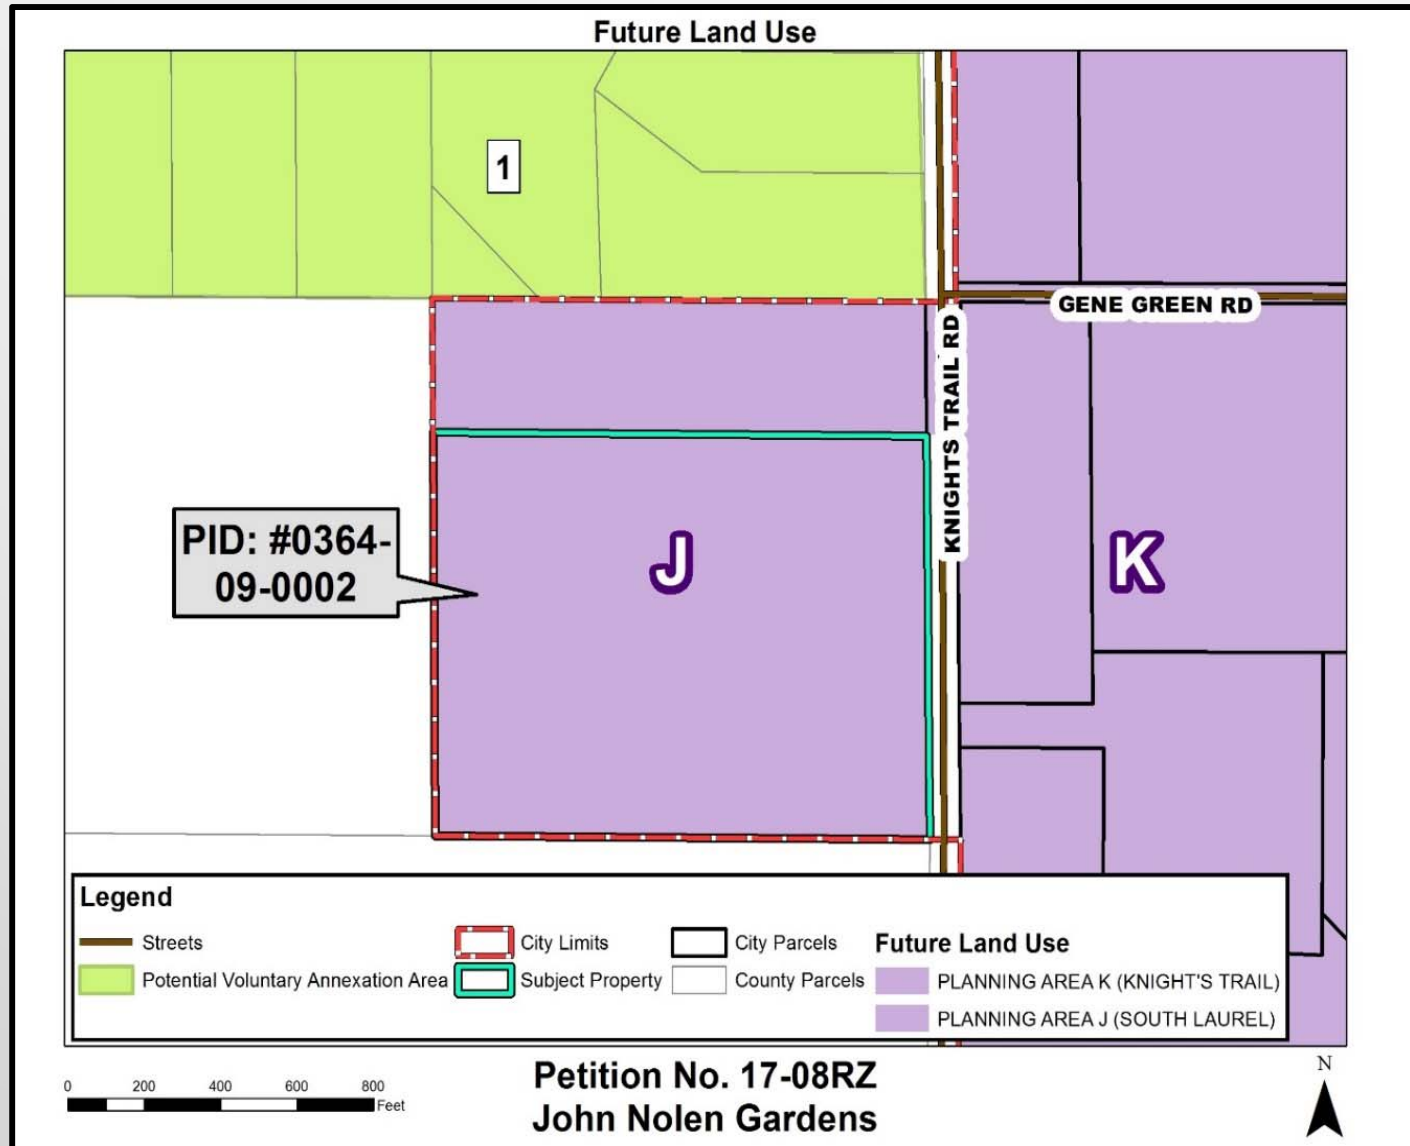 Future Land Use
1
GENE GREEN RD
KNIGHTS TRAIL RD
PID: #0364-
09-0002
J
K
Legend
Streets
City Limits
City Parcels
Future Land Use
Potential Voluntary Annexation Area
Subject Property
County Parcels
PLANNING AREA K (KNIGHT'S TRAIL)
PLANNING AREA J (SOUTH LAUREL)
0 200 400 600 800
Feet
Petition No. 17-08RZ
John Nolen Gardens
N